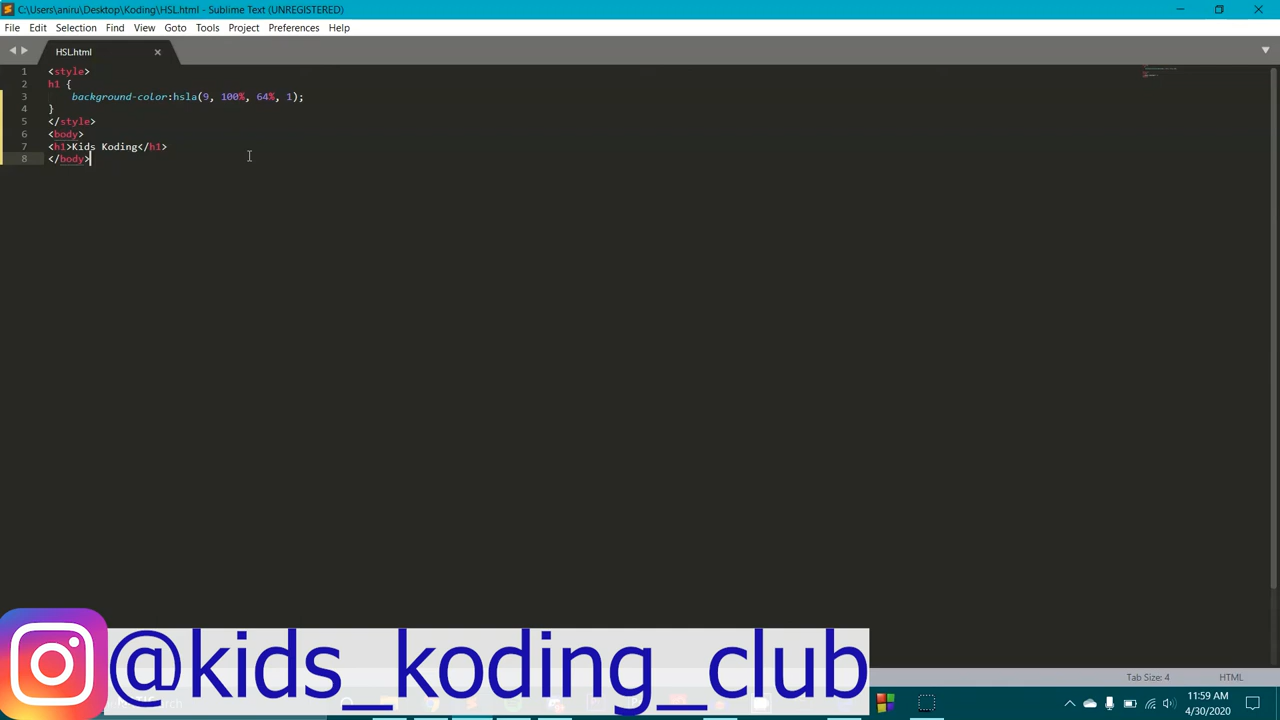 C:\Users\aniru\Desktop\Koding\HSL.html - Sublime Text (UNREGISTERED)
File Edit Selection Find View Goto Tools Project Preferences Help
HSL.html
1 <style>
2 h1 {
3 background-color:hsla(9, 100%, 64%, 1);
4 }
5 </style>
6 <body>
7 <h1>Kids Koding</h1>
8 </body>
@kids_koding_club
Tab Size: 4 HTML
11:59 AM
4/30/2020